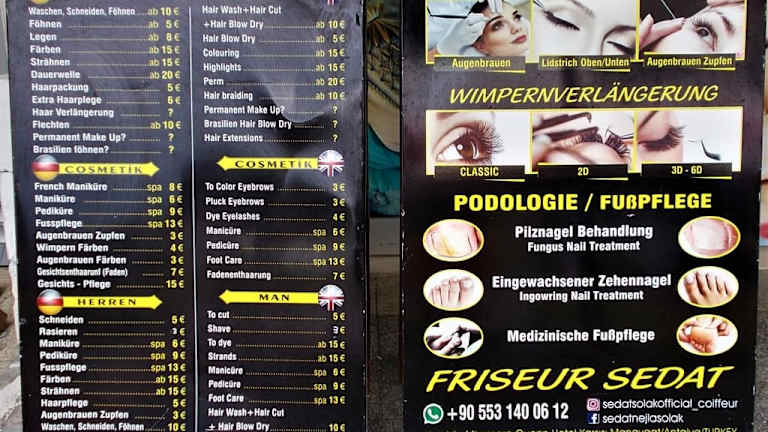 Waschen, Schneiden, Föhnen ab 10 €
Föhnen ab 5 €
Legen ab 8 €
Färben ab 15 €
Strähnen ab 15 €
Dauerwelle ab 20 €
Haarpackung 5 €
Extra Haarpflege 6 €
Haar Verlängerung ?
Flechten ab 10 €
Permanent Make Up? ?
Brasilien föhnen? ?
COSMETİK
French Maniküre spa 8 €
Maniküre spa 6 €
Pediküre spa 9 €
Fusspflege spa 13 €
Augenbrauen Zupfen 3 €
Wimpern Färben 4 €
Augenbrauen Färben 3 €
Gesichtsenthaarunf (Faden) 7 €
Gesichts - Pflege 15 €
HERREN
Schneiden 5 €
Rasieren 3 €
Maniküre spa 6 €
Pediküre spa 9 €
Fusspflege spa 13 €
Färben ab 15 €
Strähnen ab 15 €
Haarpflege 5 €
Augenbrauen Zupfen 3 €
Waschen, Schneiden, Föhnen 10 €
Hair Wash+Hair Cut
+Hair Blow Dry ab 10 €
Hair Blow Dry ab 5 €
Colouring ab 15 €
Highlights ab 15 €
Perm ab 20 €
Hair braiding ab 10 €
Permanent Make Up? ?
Brasilien Hair Blow Dry ?
Hair Extensions ?
COSMETİK
To Color Eyebrows 3 €
Pluck Eyebrows 3 €
Dye Eyelashes 4 €
Manicüre spa 6 €
Pedicüre spa 9 €
Foot Care spa 13 €
Fadenenthaarung 7 €
MAN
To cut 5 €
Shave 3 €
To dye ab 15 €
Strands ab 15 €
Manicüre spa 6 €
Pedicüre spa 9 €
Foot Care spa 13 €
Hair Wash+Hair Cut
+ Hair Blow Dry 10 €
Augenbrauen
Lidstrich Oben/Unten
Augenbrauen Zupfen
WIMPERNVERLÄNGERUNG
CLASSIC
2D
3D - 6D
PODOLOGIE / FUßPFLEGE
Pilznagel Behandlung
Fungus Nail Treatment
Eingewachsener Zehennagel
Ingowring Nail Treatment
Medizinische Fußpflege
FRISEUR SEDAT
+90 553 140 06 12
sedatsolakofficial_coiffeur
sedatnejlasolak